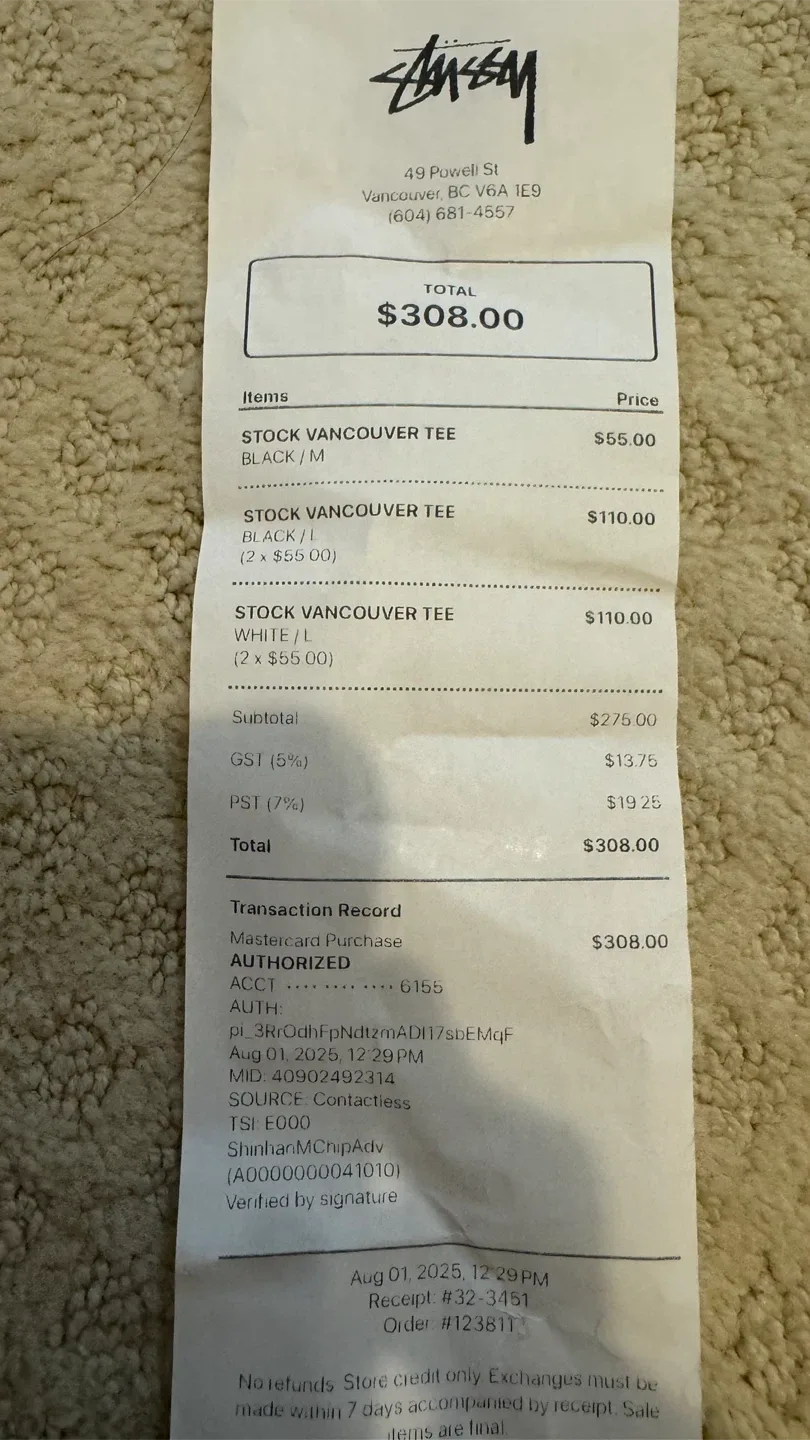 Stüssy
49 Powell St
Vancouver, BC V6A 1E9
(604) 681-4557
TOTAL
$308.00
Items Price
STOCK VANCOUVER TEE $55.00
BLACK / M
STOCK VANCOUVER TEE $110.00
BLACK / L
(2 x $55.00)
STOCK VANCOUVER TEE $110.00
WHITE / L
(2 x $55.00)
Subtotal $275.00
GST (5%) $13.75
PST (7%) $19.25
Total $308.00
Transaction Record
Mastercard Purchase $308.00
AUTHORIZED
ACCT ···· ···· ···· 6155
AUTH:
Aug 01, 2025, 12:29 PM
MID: 40902492314
SOURCE: Contactless
TSI: E000
ShinhanMChipAdv
(A0000000041010)
Verified by signature
Aug 01, 2025, 12:29 PM
Receipt: #32-3451
Order: #123811
No refunds. Store credit only. Exchanges must be
made within 7 days accompanied by receipt. Sale
items are final.